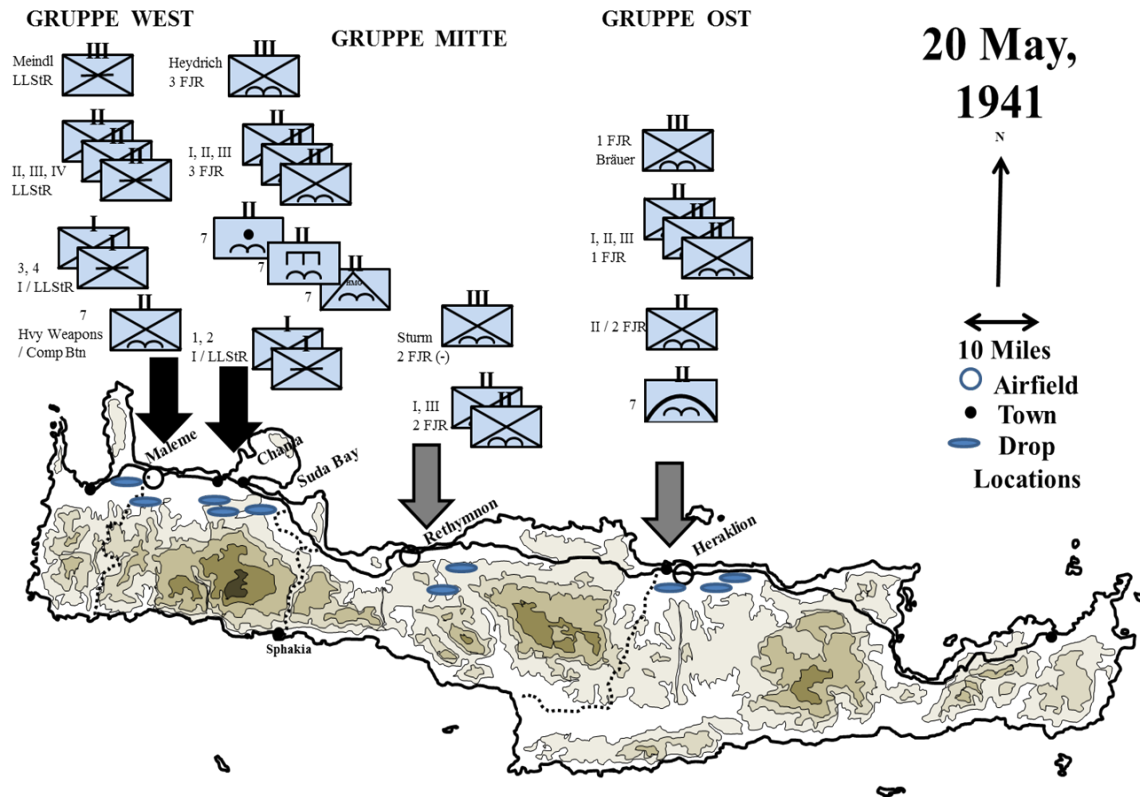 GRUPPE WEST
GRUPPE MITTE
GRUPPE OST
20 May,
1941
N
10 Miles
Airfield
Town
Drop
Locations
Meindl
LLStR
III
II, III, IV
LLStR
II
II
II
3, 4
I / LLStR
I
I
7
Hvy Weapons
/ Comp Btn
II
Heydrich
3 FJR
III
I, II, III
3 FJR
II
II
II
7
II
7
II
7
II
HMG
1, 2
I / LLStR
I
I
Sturm
2 FJR (-)
III
I, III
2 FJR
II
II
1 FJR
Bräuer
III
I, II, III
1 FJR
II
II
II
II / 2 FJR
II
7
II
Maleme
Chania
Suda Bay
Rethymnon
Heraklion
Sphakia